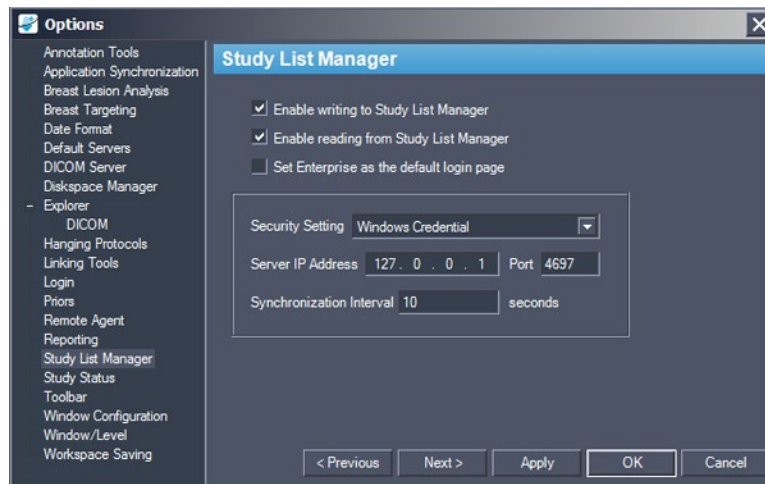 Options
Annotation Tools
Application Synchronization
Breast Lesion Analysis
Breast Targeting
Date Format
Default Servers
DICOM Server
Diskspace Manager
– Explorer
DICOM
Hanging Protocols
Linking Tools
Login
Priors
Remote Agent
Reporting
Study List Manager
Study Status
Toolbar
Window Configuration
Window/Level
Workspace Saving
Study List Manager
Enable writing to Study List Manager
Enable reading from Study List Manager
Set Enterprise as the default login page
Security Setting Windows Credential
Server IP Address 127 . 0 . 0 . 1 Port 4697
Synchronization Interval 10 seconds
< Previous Next > Apply OK Cancel